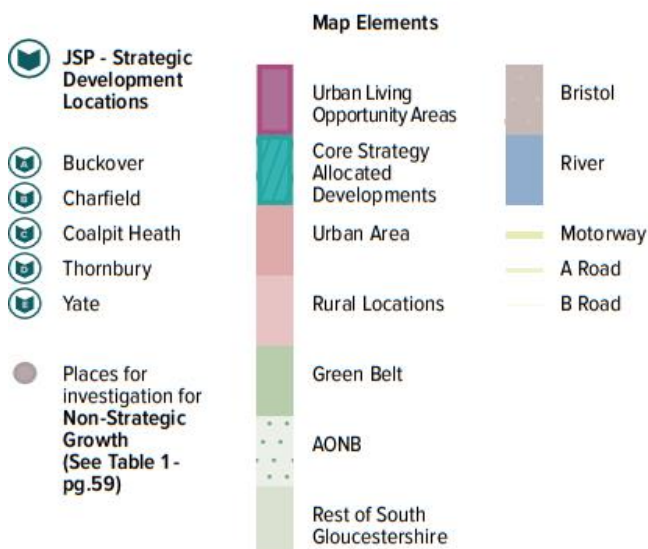 Map Elements
JSP - Strategic
Development
Locations
A Buckover
B Charfield
C Coalpit Heath
D Thornbury
E Yate
Places for
investigation for
Non-Strategic
Growth
(See Table 1 -
pg.59)
Urban Living
Opportunity Areas
Core Strategy
Allocated
Developments
Urban Area
Rural Locations
Green Belt
AONB
Rest of South
Gloucestershire
Bristol
River
Motorway
A Road
B Road